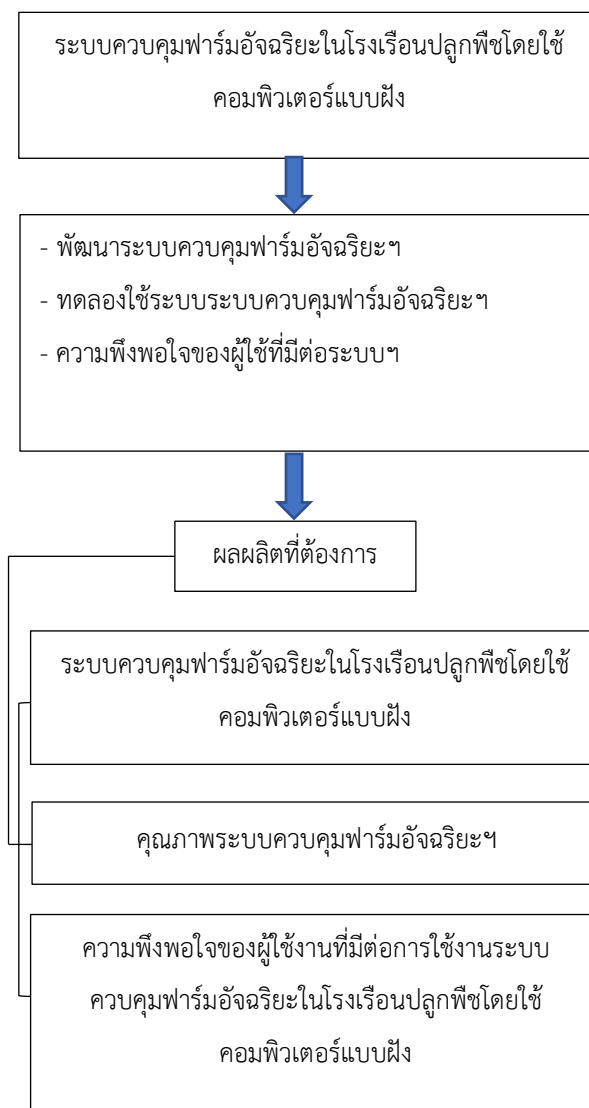 ระบบควบคุมฟาร์มอัจฉริยะในโรงเรือนปลูกพืชโดยใช้
คอมพิวเตอร์แบบฝัง
- พัฒนาระบบควบคุมฟาร์มอัจฉริยะฯ
- ทดลองใช้ระบบระบบควบคุมฟาร์มอัจฉริยะฯ
- ความพึงพอใจของผู้ใช้ที่มีต่อระบบฯ
ผลผลิตที่ต้องการ
ระบบควบคุมฟาร์มอัจฉริยะในโรงเรือนปลูกพืชโดยใช้
คอมพิวเตอร์แบบฝัง
คุณภาพระบบควบคุมฟาร์มอัจฉริยะฯ
ความพึงพอใจของผู้ใช้งานที่มีต่อการใช้งานระบบ
ควบคุมฟาร์มอัจฉริยะในโรงเรือนปลูกพืชโดยใช้
คอมพิวเตอร์แบบฝัง